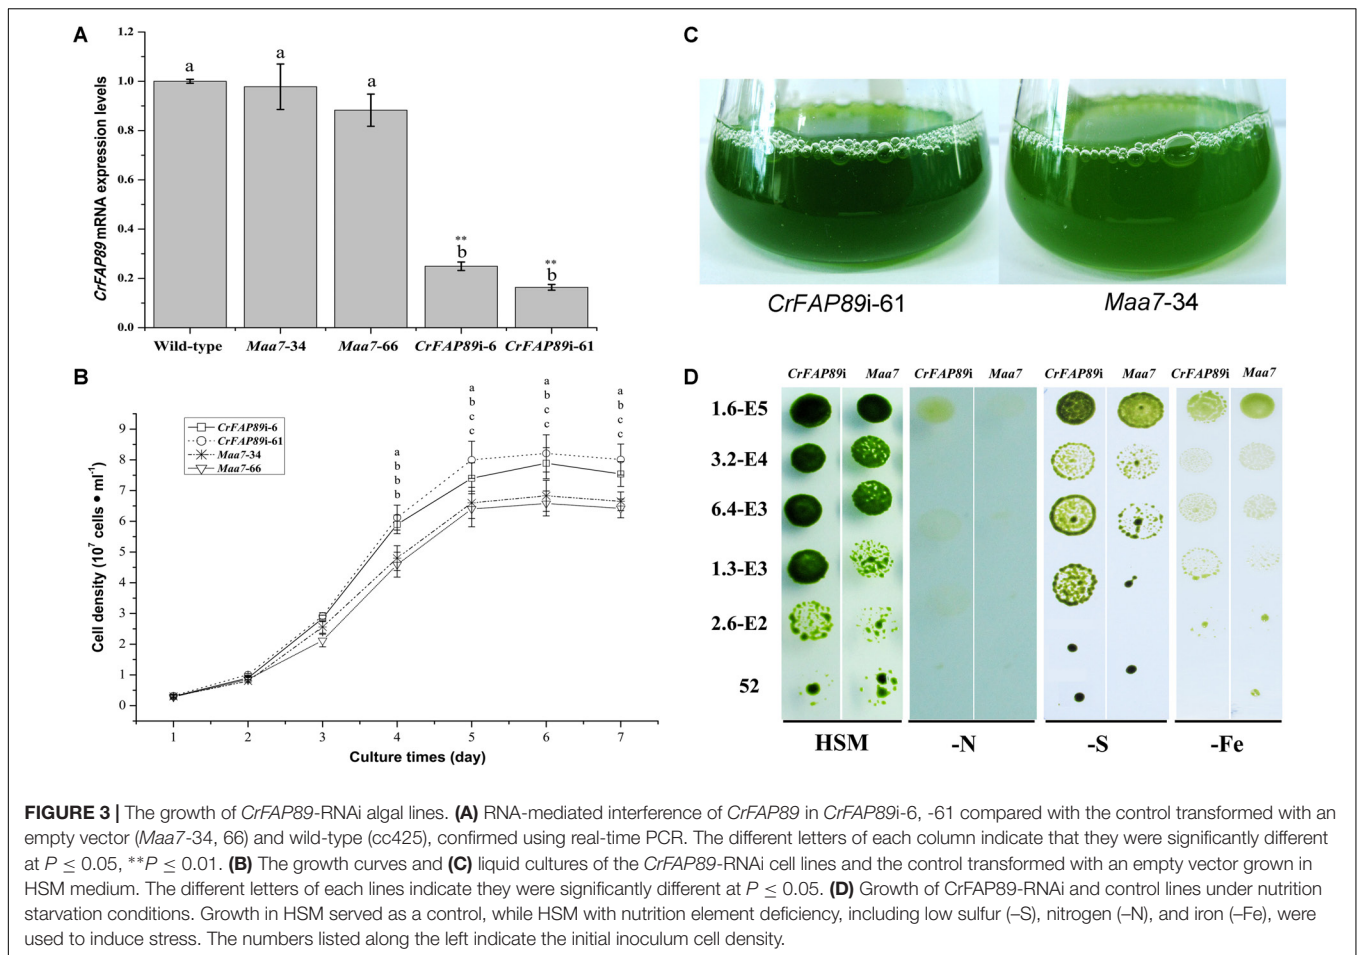 A
1.2
1.0
0.8
0.6
0.4
0.2
0.0
CrFAP89 mRNA expression levels
a
a
a
**
b
**
b
Wild-type Maa7-34 Maa7-66 CrFAP89i-6 CrFAP89i-61
C
CrFAP89i-61 Maa7-34
B
CrFAP89i-6
CrFAP89i-61
Maa7-34
Maa7-66
9
8
7
6
5
4
3
2
1
0
Cell density (10⁷ cells • ml⁻¹)
a
b
b
b
a
b
c
c
a
b
c
c
a
b
c
c
1 2 3 4 5 6 7
Culture times (day)
D
CrFAP89i Maa7 CrFAP89i Maa7 CrFAP89i Maa7 CrFAP89i Maa7
1.6-E5
3.2-E4
6.4-E3
1.3-E3
2.6-E2
52
HSM -N -S -Fe
FIGURE 3 | The growth of CrFAP89-RNAi algal lines. (A) RNA-mediated interference of CrFAP89 in CrFAP89i-6, -61 compared with the control transformed with an
empty vector (Maa7-34, 66) and wild-type (cc425), confirmed using real-time PCR. The different letters of each column indicate that they were significantly different
at P ≤ 0.05, **P ≤ 0.01. (B) The growth curves and (C) liquid cultures of the CrFAP89-RNAi cell lines and the control transformed with an empty vector grown in
HSM medium. The different letters of each lines indicate they were significantly different at P ≤ 0.05. (D) Growth of CrFAP89-RNAi and control lines under nutrition
starvation conditions. Growth in HSM served as a control, while HSM with nutrition element deficiency, including low sulfur (–S), nitrogen (–N), and iron (–Fe), were
used to induce stress. The numbers listed along the left indicate the initial inoculum cell density.